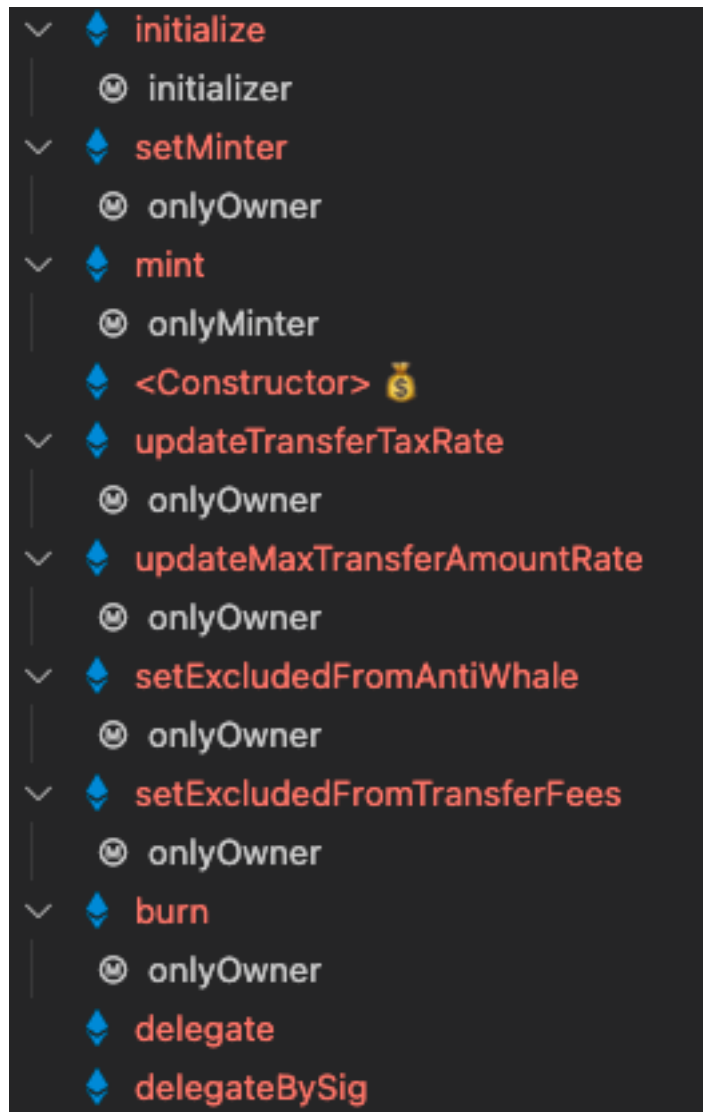 initialize
initializer
setMinter
onlyOwner
mint
onlyMinter
<Constructor> 💰
updateTransferTaxRate
onlyOwner
updateMaxTransferAmountRate
onlyOwner
setExcludedFromAntiWhale
onlyOwner
setExcludedFromTransferFees
onlyOwner
burn
onlyOwner
delegate
delegateBySig